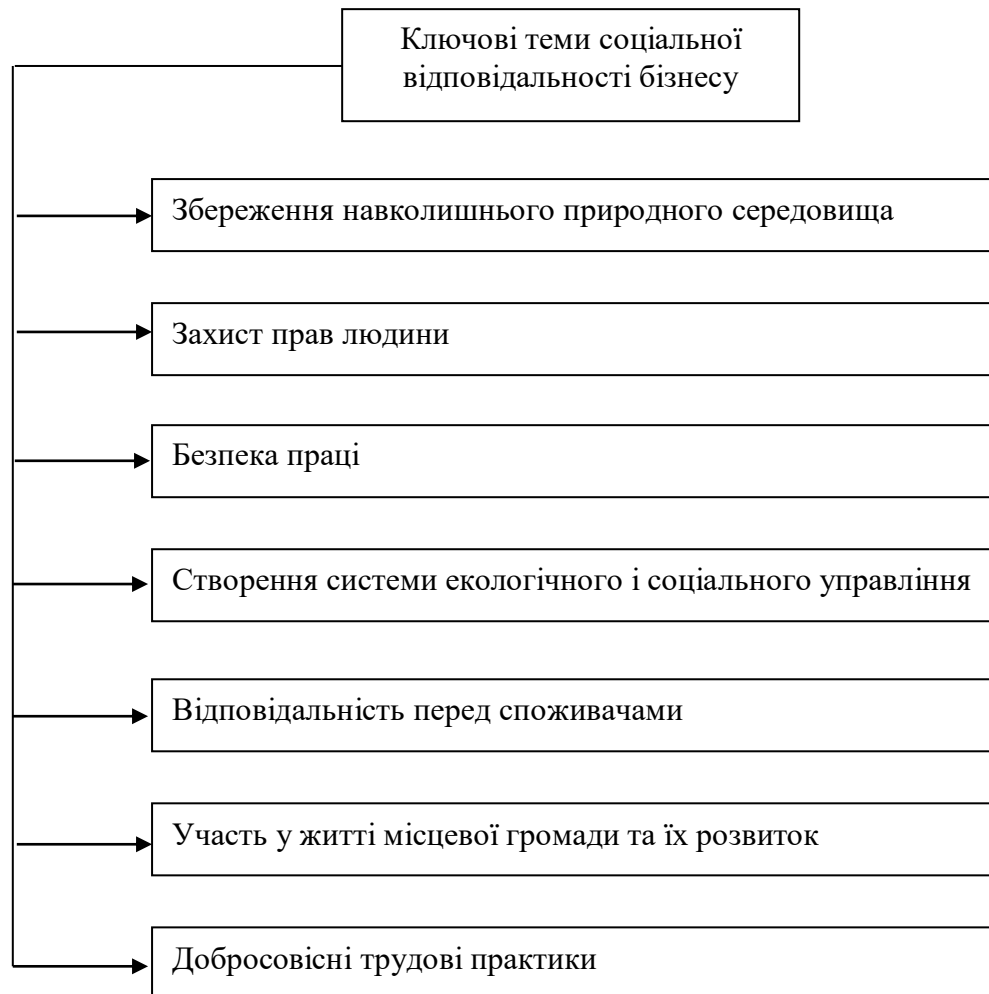 Ключові теми соціальної
відповідальності бізнесу
Збереження навколишнього природного середовища
Захист прав людини
Безпека праці
Створення системи екологічного і соціального управління
Відповідальність перед споживачами
Участь у житті місцевої громади та їх розвиток
Добросовісні трудові практики